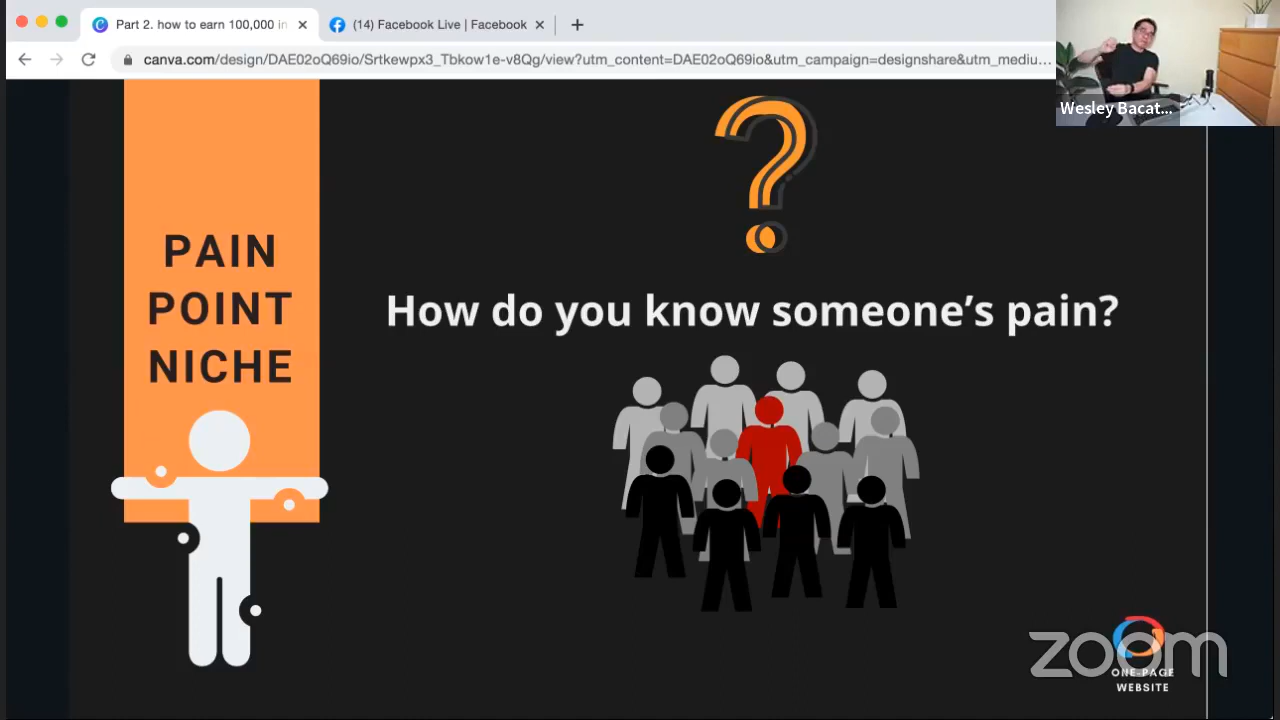 Part 2. how to earn 100,000 in
(14) Facebook Live | Facebook
canva.com/design/DAE02oQ69io/Srtkewpx3_Tbkow1e-v8Qg/view?utm_content=DAE02oQ69io&utm_campaign=designshare&utm_mediu...
Wesley Bacat...
?
PAIN
POINT
NICHE
How do you know someone's pain?
zoom
ONE-PAGE
WEBSITE